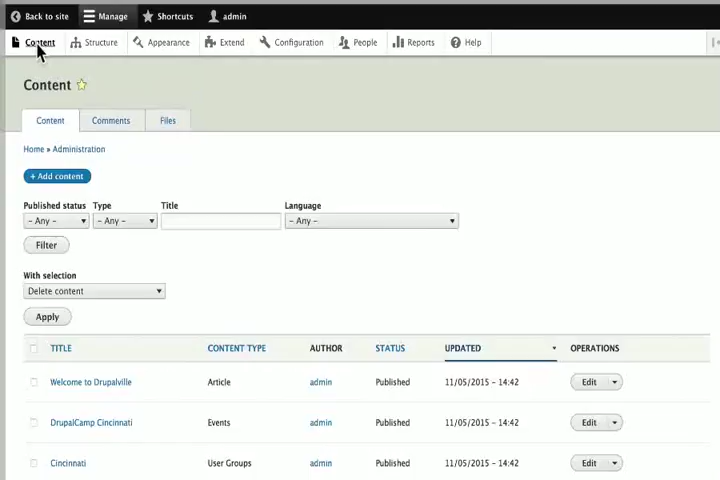 Back to site Manage Shortcuts admin
Content Structure Appearance Extend Configuration People Reports Help
Content
Content Comments Files
Home » Administration
+ Add content
Published status Type Title Language
- Any - - Any - - Any -
Filter
With selection
Delete content
Apply
TITLE CONTENT TYPE AUTHOR STATUS UPDATED OPERATIONS
Welcome to Drupalville Article admin Published 11/05/2015 - 14:42 Edit
DrupalCamp Cincinnati Events admin Published 11/05/2015 - 14:42 Edit
Cincinnati User Groups admin Published 11/05/2015 - 14:42 Edit